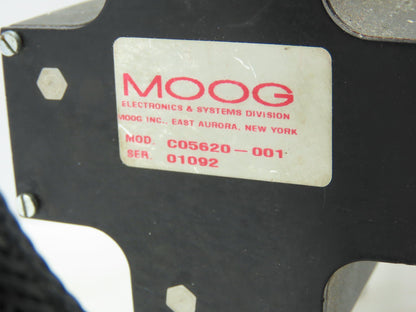 MOOG
ELECTRONICS & SYSTEMS DIVISION
MOOG INC., EAST AURORA, NEW YORK
MOD. C05620-001
SER. 01092